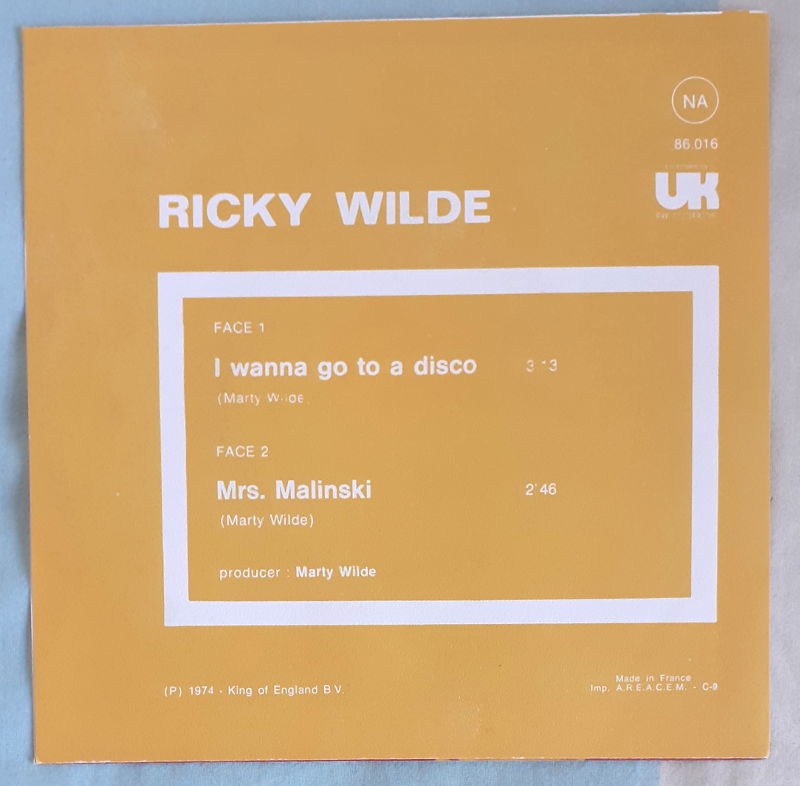 NA
86.016
UK
RICKY WILDE
FACE 1
I wanna go to a disco
(Marty
FACE 2
Mrs. Malinski 2'46
(Marty Wilde)
producer : Marty Wilde
(P) 1974 - King of England B.V.
Made in France
Imp. A.R.E.A.C.E.M. - C-9